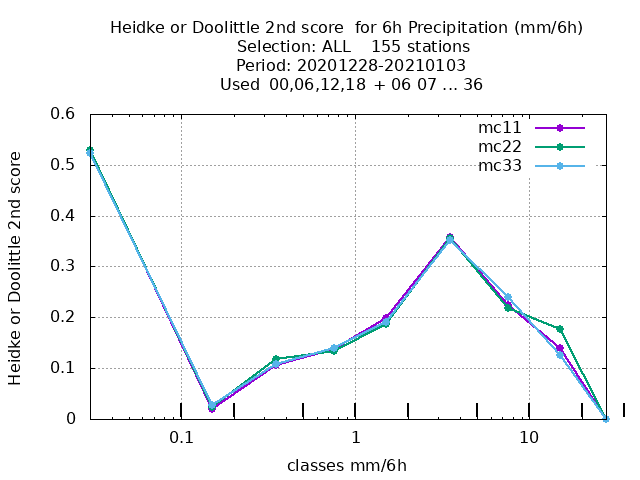 Heidke or Doolittle 2nd score  for 6h Precipitation (mm/6h)
Selection: ALL    155 stations
Period: 20201228-20210103
Used  00,06,12,18  + 06 07 ... 36
mc11
mc22
mc33
Heidke or Doolittle 2nd score
0.6
0.5
0.4
0.3
0.2
0.1
0
0.1
1
10
classes mm/6h